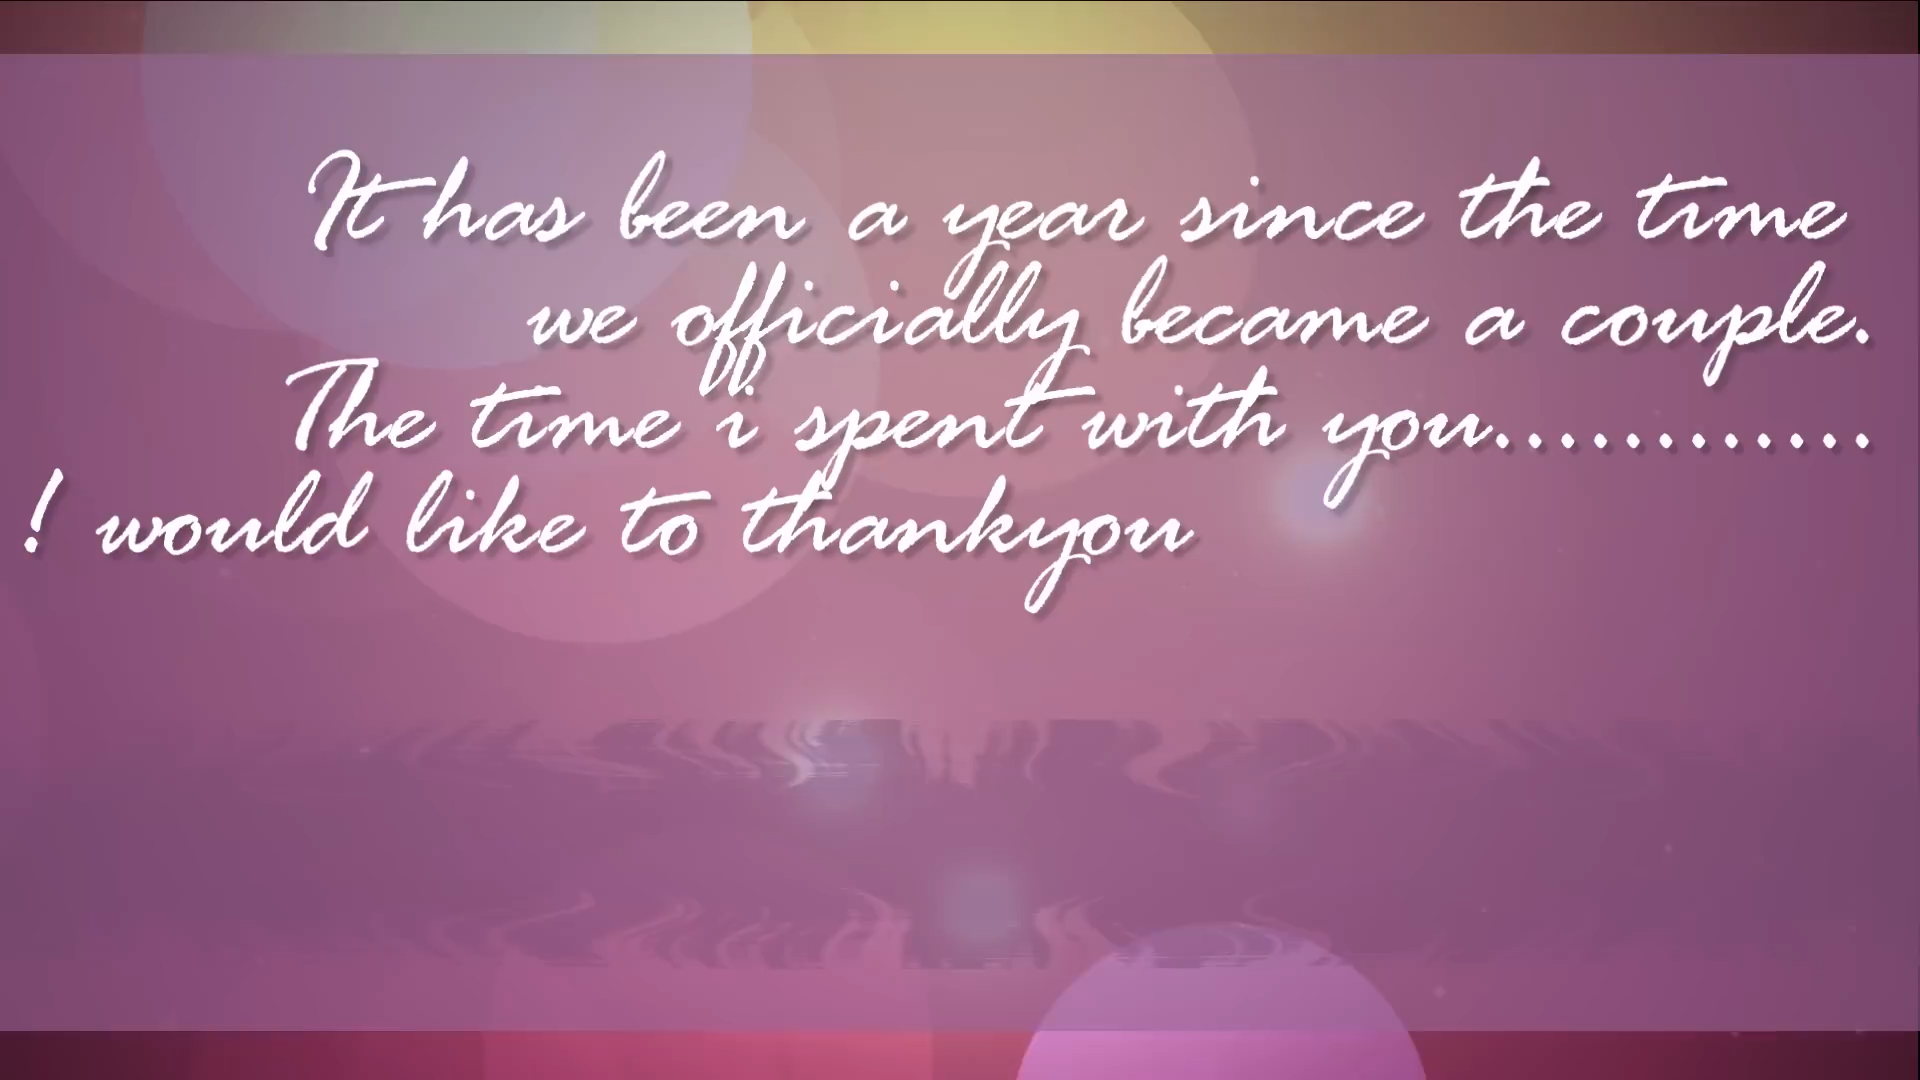 It has been a year since the time
we officially became a couple.
The time i spent with you............
! would like to thankyou